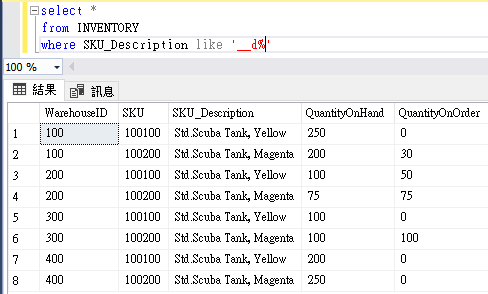 select *
from INVENTORY
where SKU_Description like '__d%'
100 %
結果 訊息
WarehouseID SKU SKU_Description QuantityOnHand QuantityOnOrder
1 100 100100 Std.Scuba Tank, Yellow 250 0
2 100 100200 Std.Scuba Tank, Magenta 200 30
3 200 100100 Std.Scuba Tank, Yellow 100 50
4 200 100200 Std.Scuba Tank, Magenta 75 75
5 300 100100 Std.Scuba Tank, Yellow 100 0
6 300 100200 Std.Scuba Tank, Magenta 100 100
7 400 100100 Std.Scuba Tank, Yellow 200 0
8 400 100200 Std.Scuba Tank, Magenta 250 0